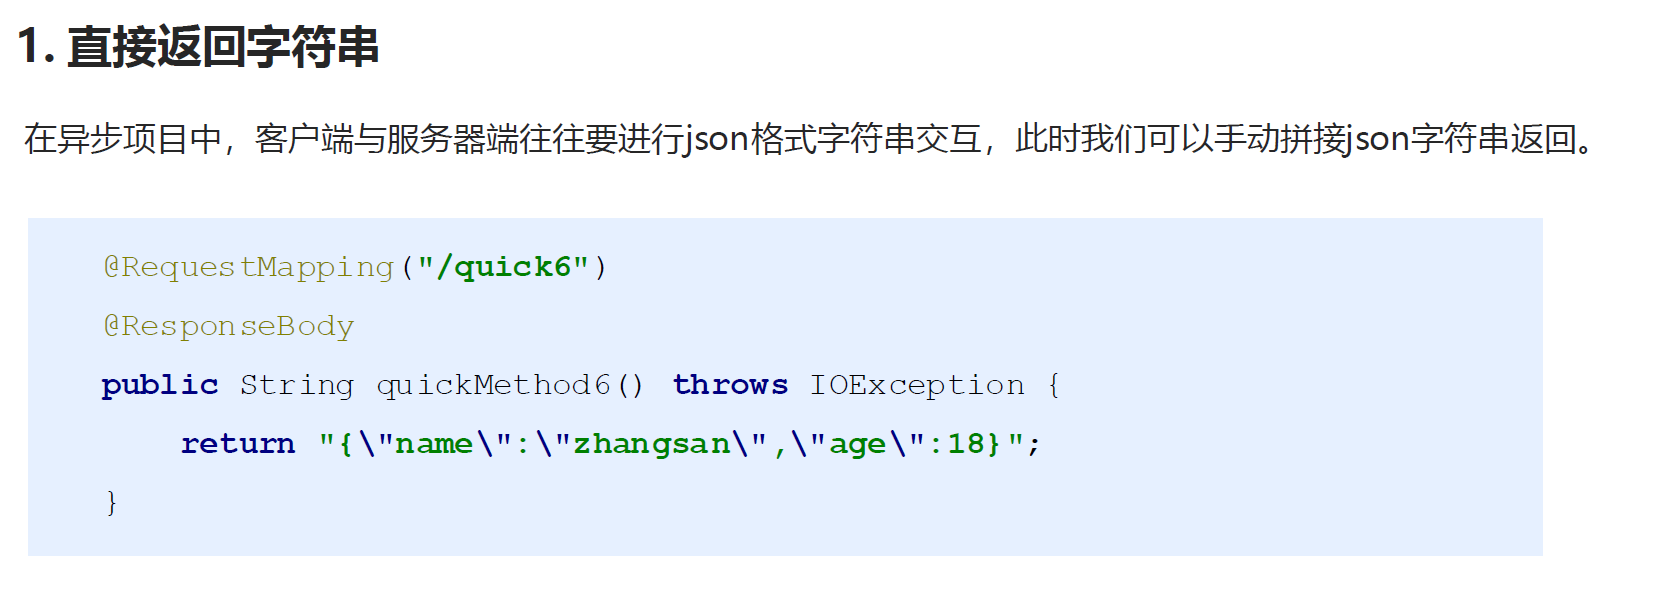 1. 直接返回字符串
在异步项目中，客户端与服务器端往往要进行json格式字符串交互，此时我们可以手动拼接json字符串返回。
@RequestMapping("/quick6")
@ResponseBody
public String quickMethod6() throws IOException {
    return "{\"name\":\"zhangsan\",\"age\":18}";
}